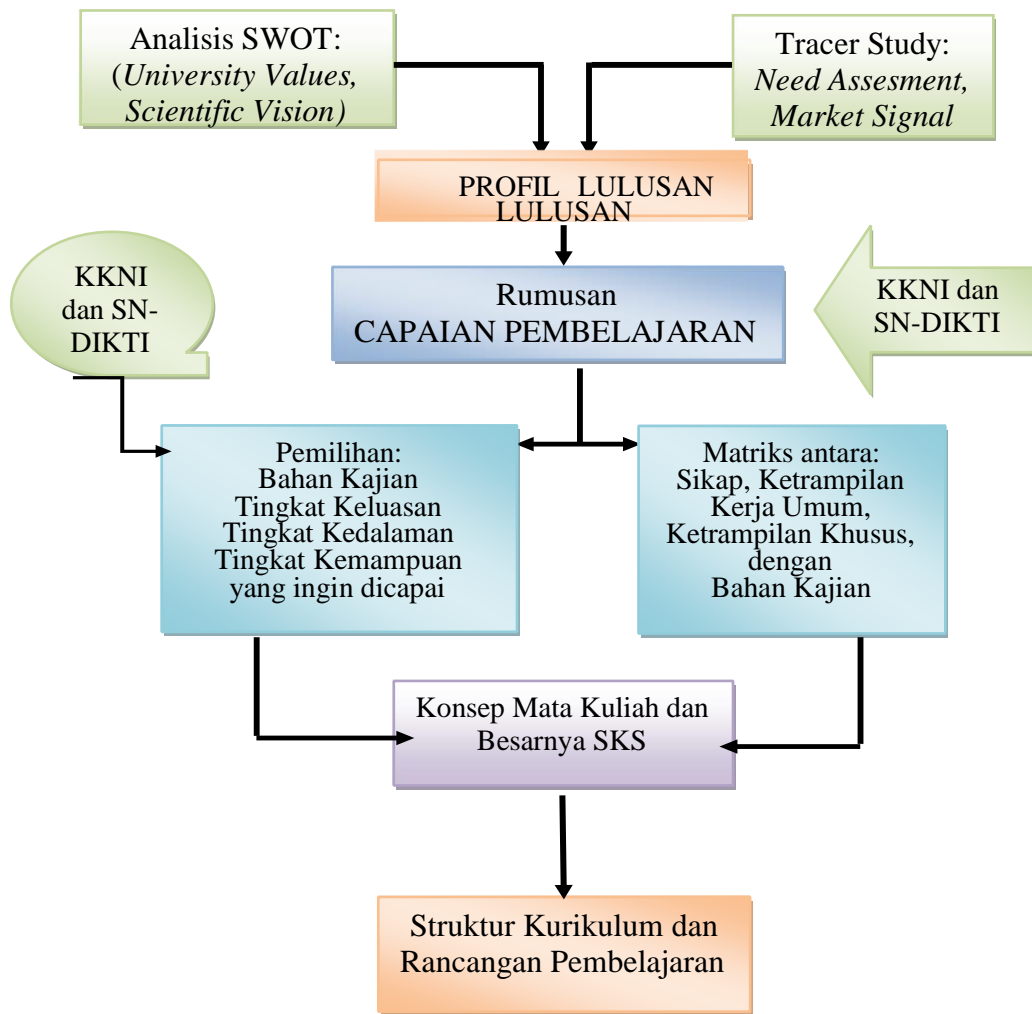 Analisis SWOT:
(University Values,
Scientific Vision)
Tracer Study:
Need Assesment,
Market Signal
PROFIL LULUSAN
LULUSAN
KKNI
dan SN-
DIKTI
Rumusan
CAPAIAN PEMBELAJARAN
KKNI dan
SN-DIKTI
Pemilihan:
Bahan Kajian
Tingkat Keluasan
Tingkat Kedalaman
Tingkat Kemampuan
yang ingin dicapai
Matriks antara:
Sikap, Ketrampilan
Kerja Umum,
Ketrampilan Khusus,
dengan
Bahan Kajian
Konsep Mata Kuliah dan
Besarnya SKS
Struktur Kurikulum dan
Rancangan Pembelajaran